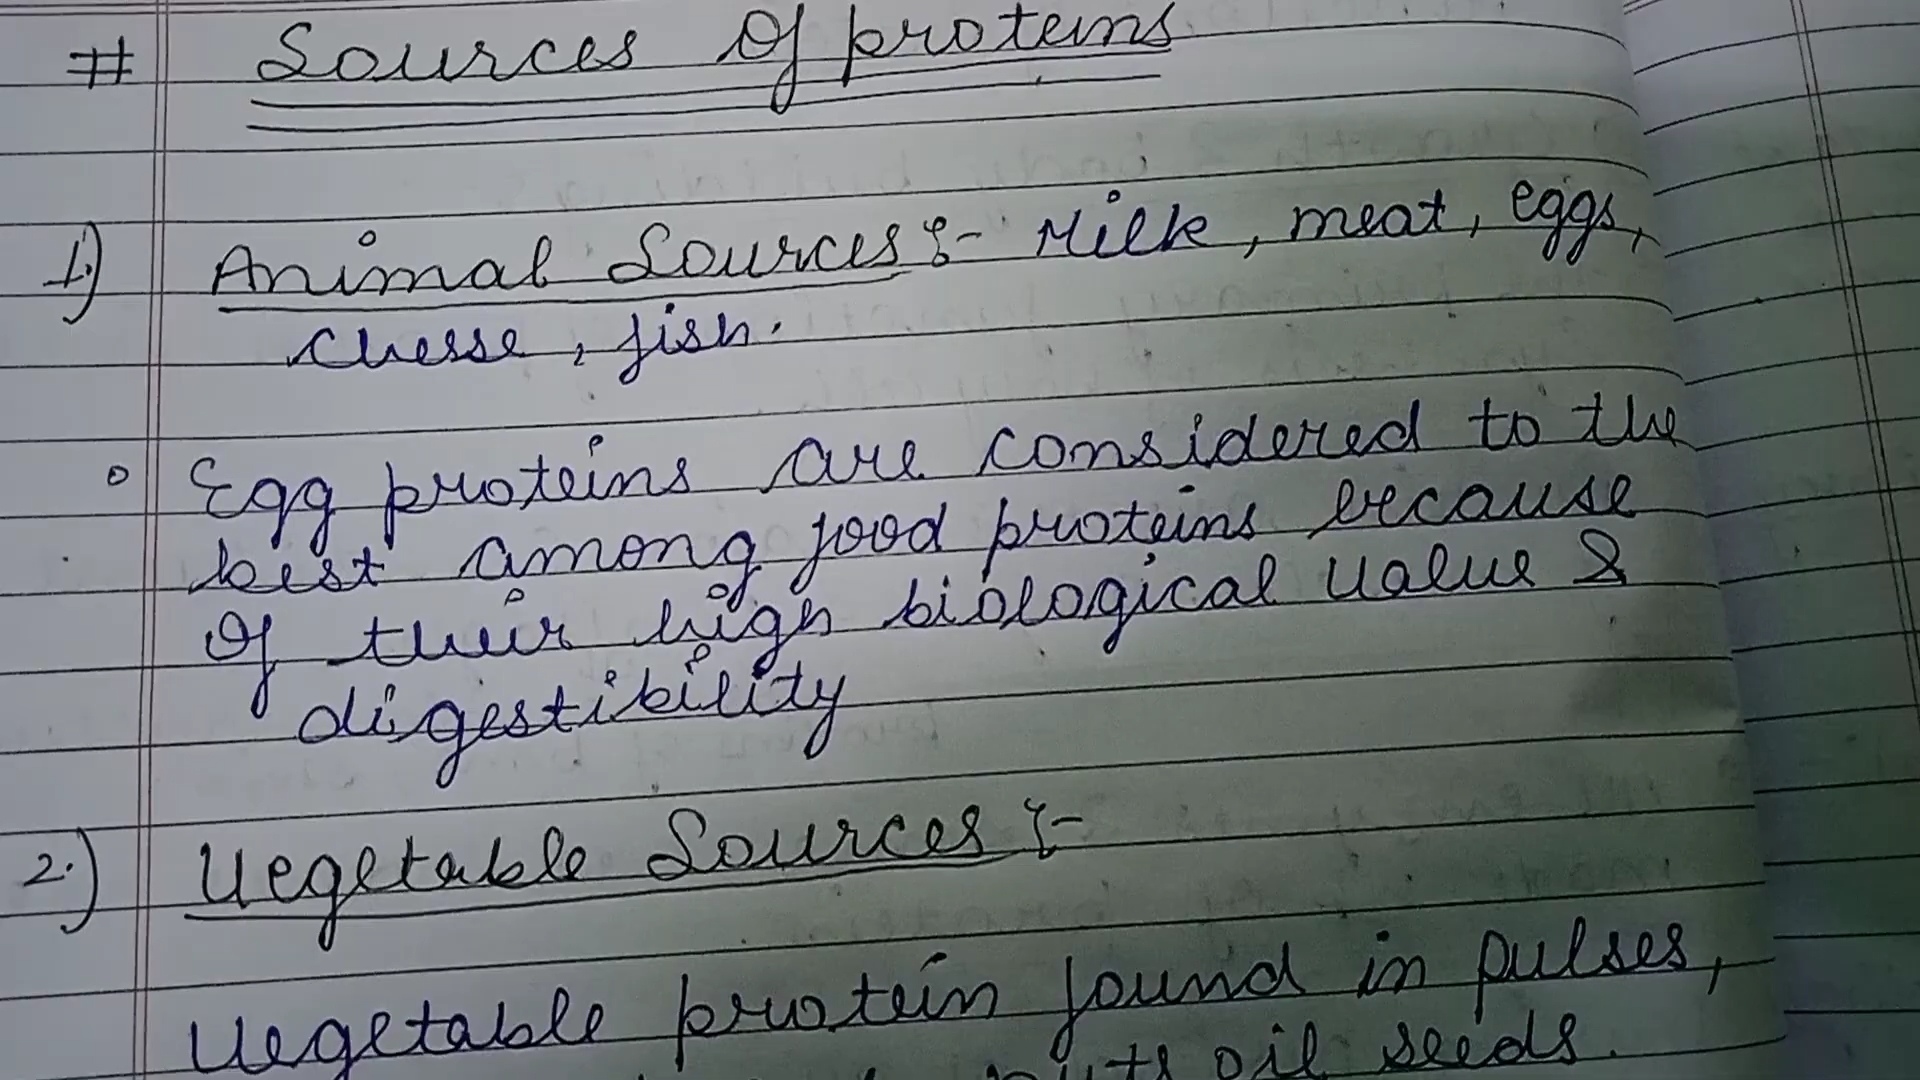 # Sources Of proteins
1.) Animal Sources :- Milk, meat, eggs,
chesse, fish.
Egg proteins are considered to the
best among food proteins because
Of their high biological value &
digestibility
2.) Vegetable Sources :-
Vegetable protein found in pulses,
oil seeds.